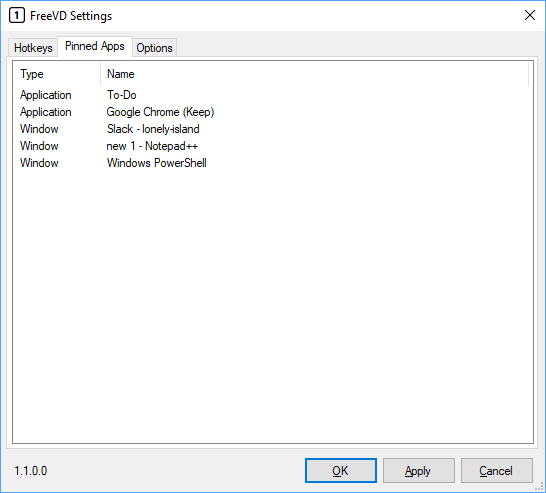 1 FreeVD Settings
Hotkeys Pinned Apps Options
Type Name
Application To-Do
Application Google Chrome (Keep)
Window Slack - lonely-island
Window new 1 - Notepad++
Window Windows PowerShell
1.1.0.0 OK Apply Cancel